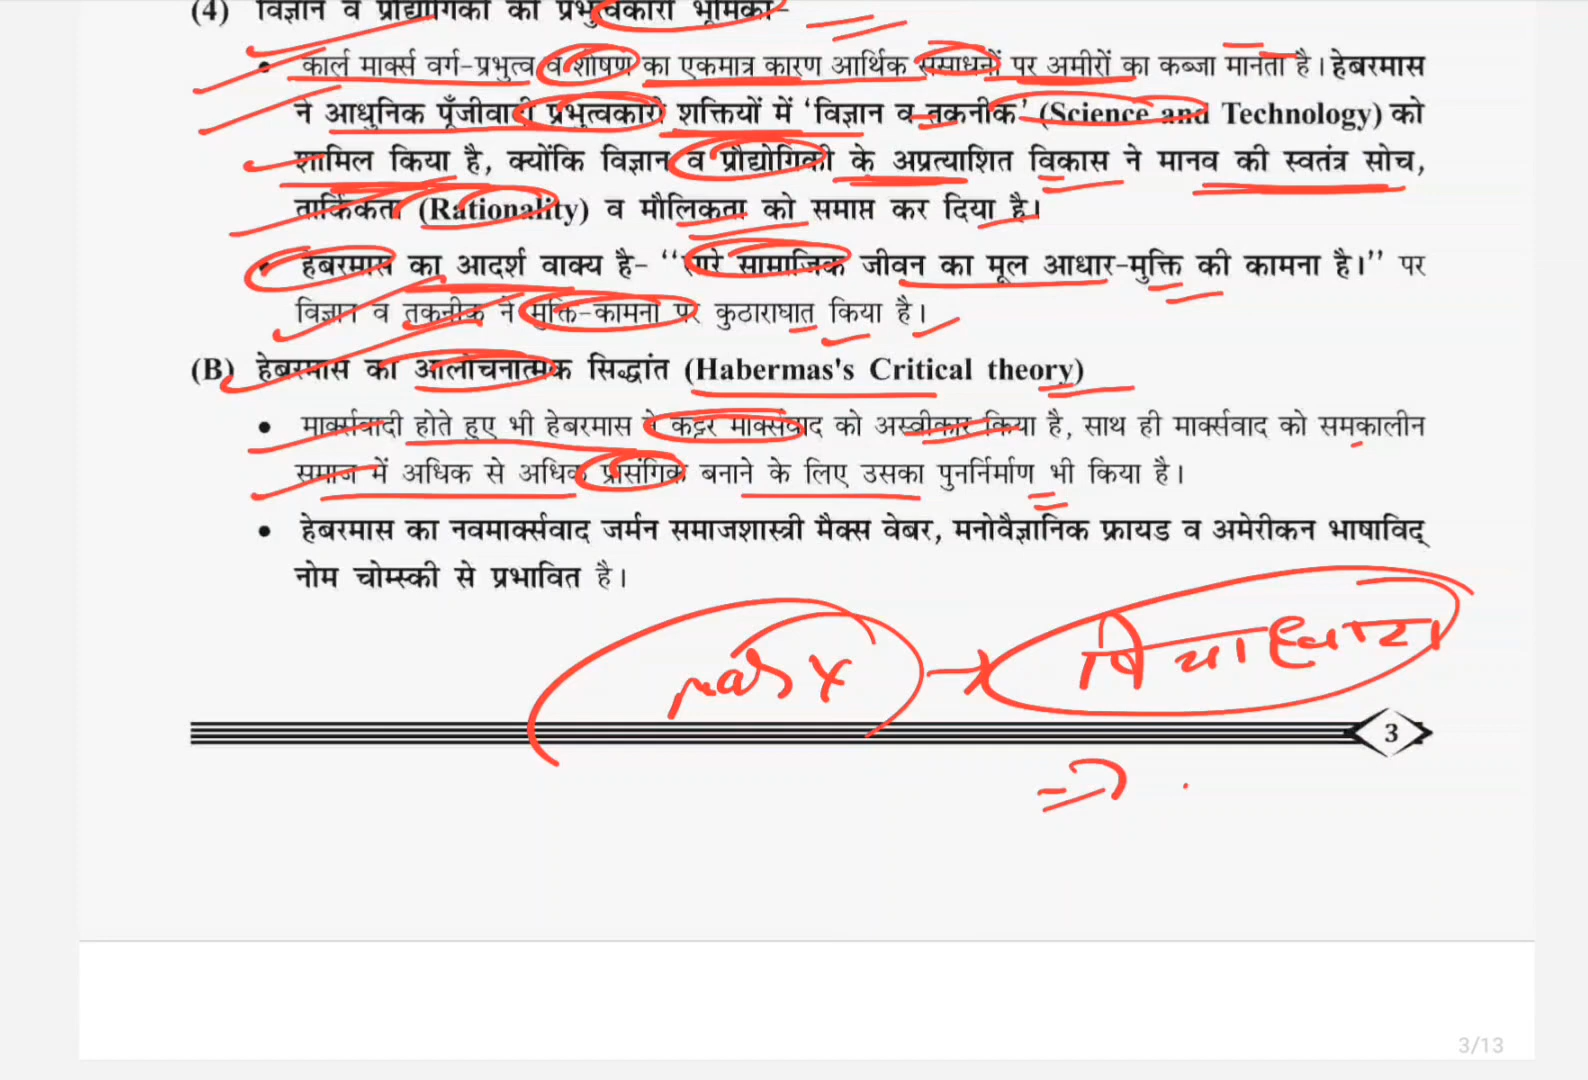 (4) विज्ञान व प्रौद्योगिकी की प्रभुत्वकारी भूमिका-
• कार्ल मार्क्स वर्ग-प्रभुत्व व शोषण का एकमात्र कारण आर्थिक संसाधनों पर अमीरों का कब्जा मानता है। हेबरमास
ने आधुनिक पूँजीवादी प्रभुत्वकारी शक्तियों में ‘विज्ञान व तकनीक’ (Science and Technology) को
शामिल किया है, क्योंकि विज्ञान व प्रौद्योगिकी के अप्रत्याशित विकास ने मानव की स्वतंत्र सोच,
तार्किकता (Rationality) व मौलिकता को समाप्त कर दिया है।
• हेबरमास का आदर्श वाक्य है- “सारे सामाजिक जीवन का मूल आधार-मुक्ति की कामना है।” पर
विज्ञान व तकनीक ने मुक्ति-कामना पर कुठाराघात किया है।
(B) हेबरमास का आलोचनात्मक सिद्धांत (Habermas's Critical theory)
• मार्क्सवादी होते हुए भी हेबरमास ने कट्टर मार्क्सवाद को अस्वीकार किया है, साथ ही मार्क्सवाद को समकालीन
समाज में अधिक से अधिक प्रासंगिक बनाने के लिए उसका पुनर्निर्माण भी किया है।
• हेबरमास का नवमार्क्सवाद जर्मन समाजशास्त्री मैक्स वेबर, मनोवैज्ञानिक फ्रायड व अमेरीकन भाषाविद्
नोम चोम्स्की से प्रभावित है।
3
3/13